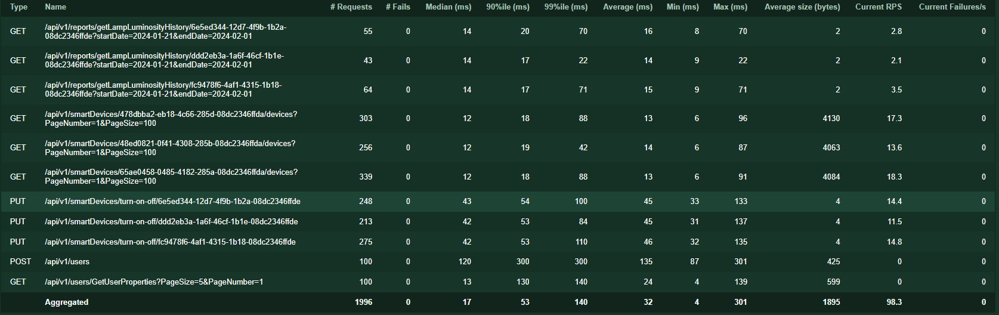 Type Name # Requests # Fails Median (ms) 90%ile (ms) 99%ile (ms) Average (ms) Min (ms) Max (ms) Average size (bytes) Current RPS Current Failures/s
GET /api/v1/reports/getLampLuminosityHistory/6e5ed344-12d7-4f9b-1b2a-
08dc2346ffde?startDate=2024-01-21&endDate=2024-02-01 55 0 14 20 70 16 8 70 2 2.8 0
GET /api/v1/reports/getLampLuminosityHistory/ddd2eb3a-1a6f-46cf-1b1e-
08dc2346ffde?startDate=2024-01-21&endDate=2024-02-01 43 0 14 17 22 14 9 22 2 2.1 0
GET /api/v1/reports/getLampLuminosityHistory/fc9478f6-4af1-4315-1b18-
08dc2346ffde?startDate=2024-01-21&endDate=2024-02-01 64 0 14 17 71 15 9 71 2 3.5 0
GET /api/v1/smartDevices/478dbba2-eb18-4c66-285d-08dc2346ffda/devices?
PageNumber=1&PageSize=100 303 0 12 18 88 13 6 96 4130 17.3 0
GET /api/v1/smartDevices/48ed0821-0f41-4308-285b-08dc2346ffda/devices?
PageNumber=1&PageSize=100 256 0 12 19 42 14 6 87 4063 13.6 0
GET /api/v1/smartDevices/65ae0458-0485-4182-285a-08dc2346ffda/devices?
PageNumber=1&PageSize=100 339 0 12 18 88 13 6 91 4084 18.3 0
PUT /api/v1/smartDevices/turn-on-off/6e5ed344-12d7-4f9b-1b2a-08dc2346ffde 248 0 43 54 100 45 33 133 4 14.4 0
PUT /api/v1/smartDevices/turn-on-off/ddd2eb3a-1a6f-46cf-1b1e-08dc2346ffde 213 0 42 53 84 45 31 137 4 11.5 0
PUT /api/v1/smartDevices/turn-on-off/fc9478f6-4af1-4315-1b18-08dc2346ffde 275 0 42 53 110 46 32 135 4 14.8 0
POST /api/v1/users 100 0 120 300 300 135 87 301 425 0 0
GET /api/v1/users/GetUserProperties?PageSize=5&PageNumber=1 100 0 13 130 140 24 4 139 599 0 0
Aggregated 1996 0 17 53 140 32 4 301 1895 98.3 0